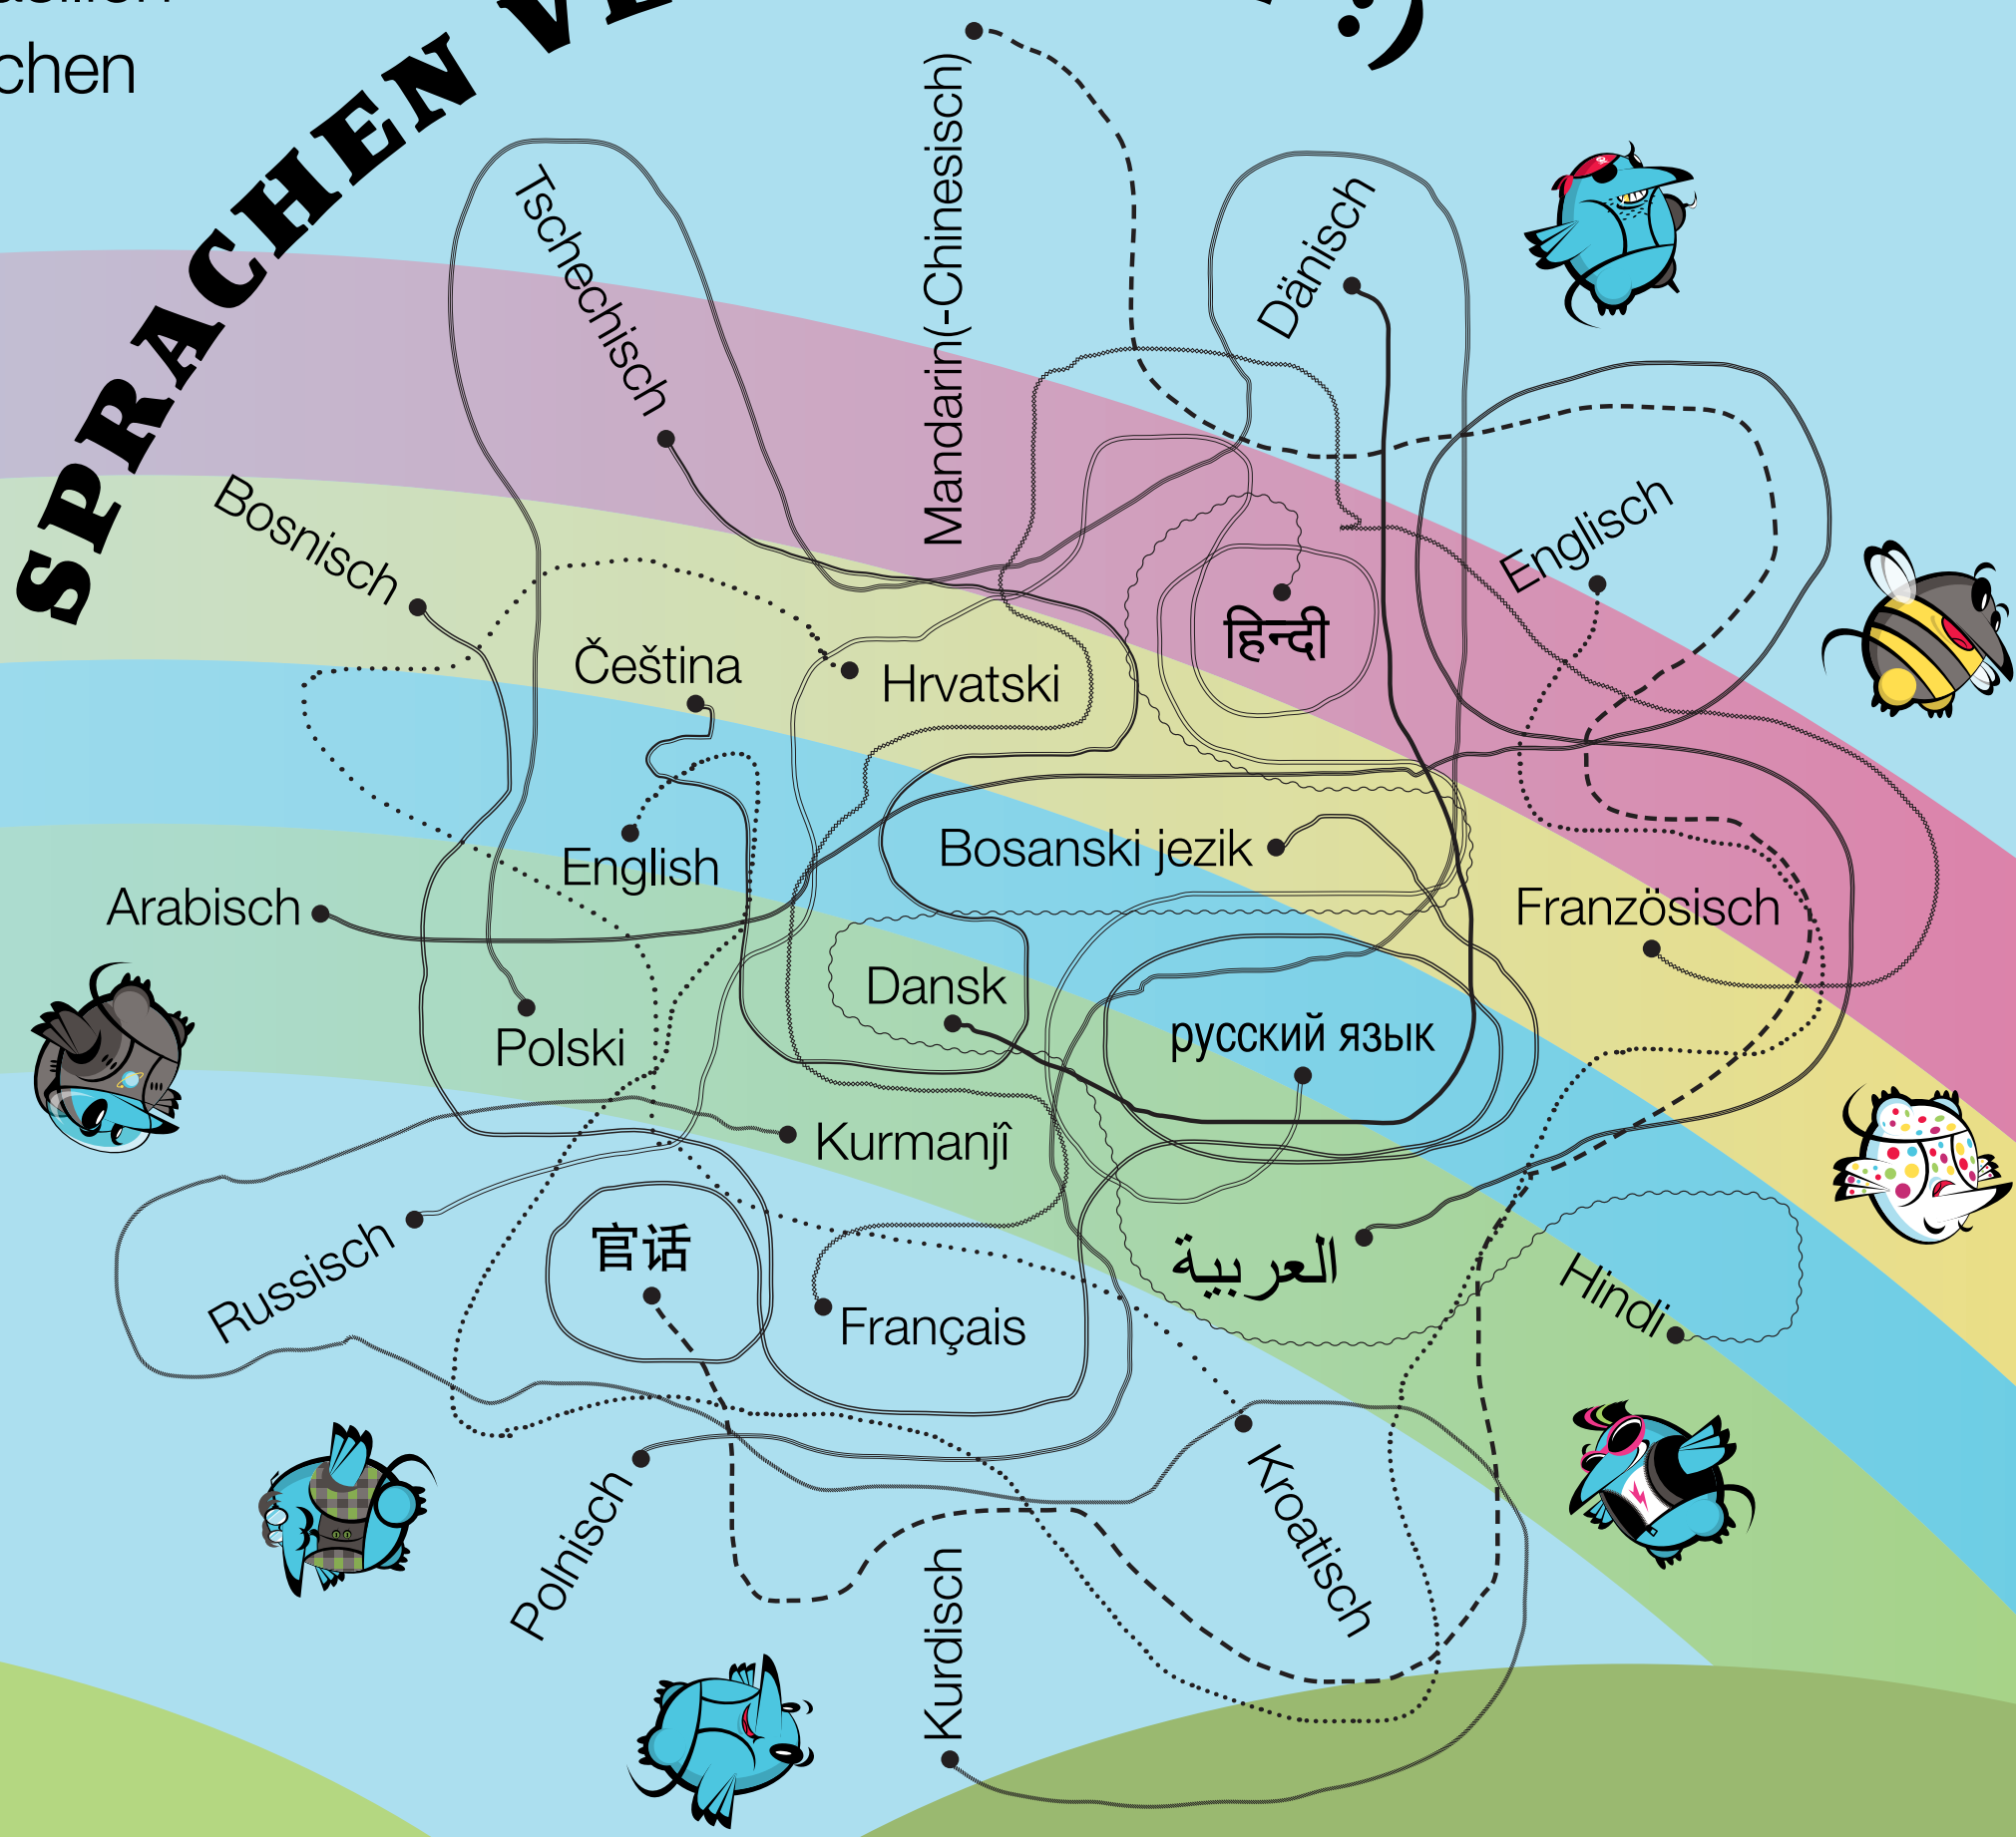 chen
SPRACHEN
:)
Tschechisch
Mandarin(-Chinesisch)
Dänisch
Bosnisch
Englisch
हिन्दी
Čeština
Hrvatski
English
Bosanski jezik
Arabisch
Französisch
Dansk
Polski
русский язык
Kurmanjî
Russisch
官话
العربية
Hindi
Français
Polnisch
Kroatisch
Kurdisch